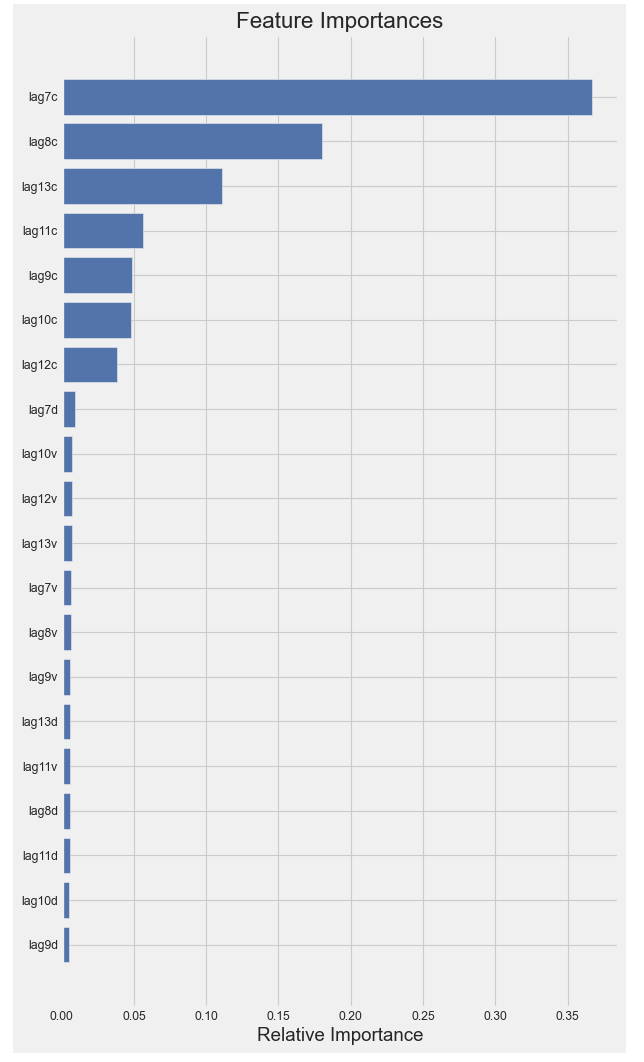 Feature Importances
lag7c
lag8c
lag13c
lag11c
lag9c
lag10c
lag12c
lag7d
lag10v
lag12v
lag13v
lag7v
lag8v
lag9v
lag13d
lag11v
lag8d
lag11d
lag10d
lag9d
0.00 0.05 0.10 0.15 0.20 0.25 0.30 0.35
Relative Importance